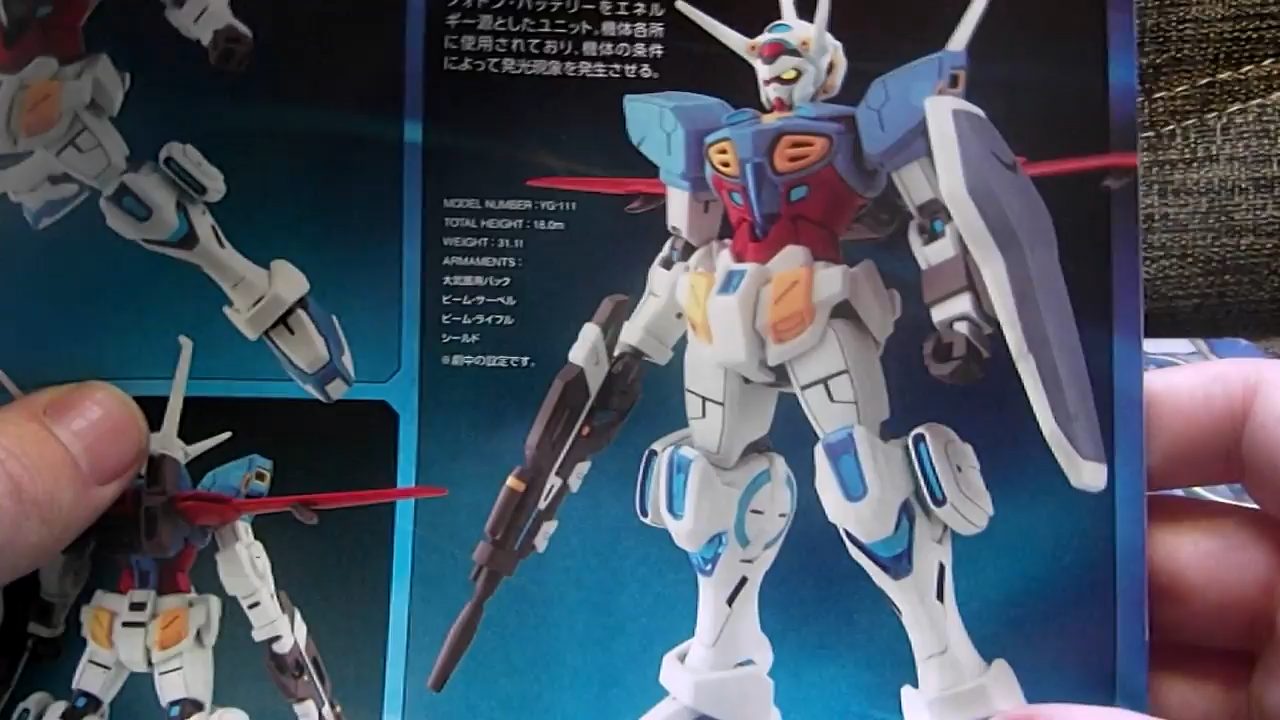 フォトン・バッテリーをエネル
ギー源としたユニット。機体各所
に使用されており、機体の条件
によって発光現象を発生させる。
MODEL NUMBER : YG-111
TOTAL HEIGHT : 18.0m
WEIGHT : 31.1t
ARMAMENTS :
大気圏用パック
ビーム・サーベル
ビーム・ライフル
シールド
※劇中の設定です。